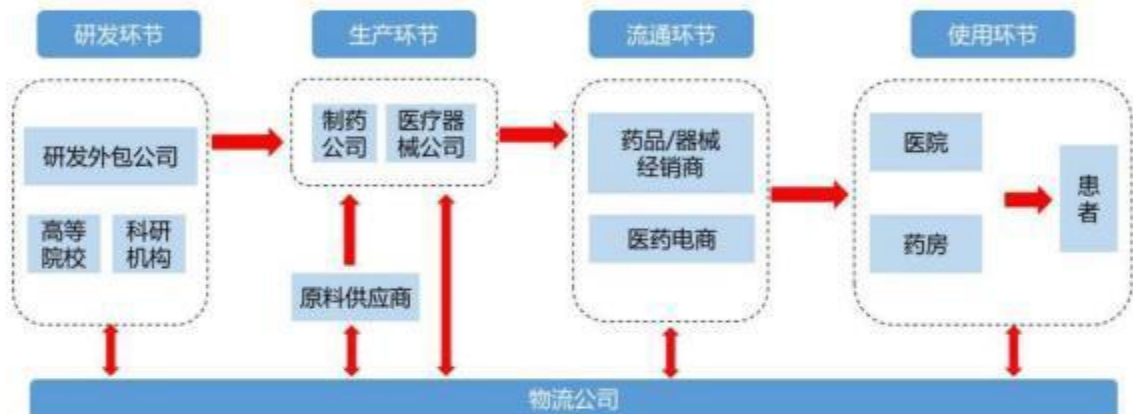 研发环节
生产环节
流通环节
使用环节
研发外包公司
高等
院校
科研
机构
制药
公司
医疗器
械公司
原料供应商
药品/器械
经销商
医药电商
医院
药房
患
者
物流公司